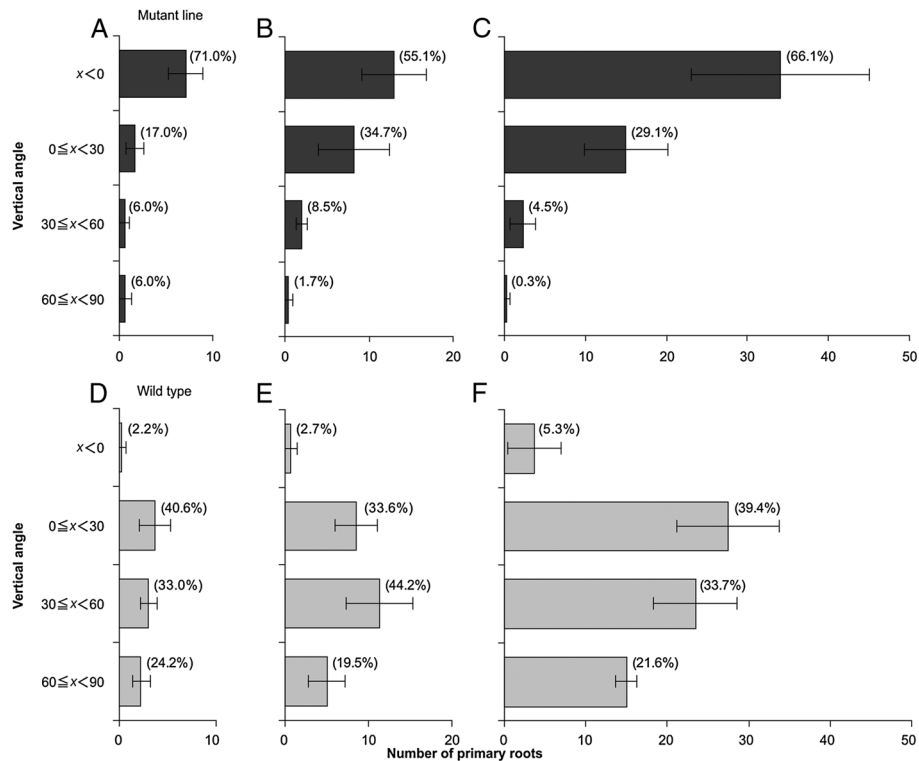 A Mutant line B C
Vertical angle
x<0 (71.0%) (55.1%) (66.1%)
0≦x<30 (17.0%) (34.7%) (29.1%)
30≦x<60 (6.0%) (8.5%) (4.5%)
60≦x<90 (6.0%) (1.7%) (0.3%)
0 10 0 10 20 0 10 20 30 40 50
D Wild type E F
Vertical angle
x<0 (2.2%) (2.7%) (5.3%)
0≦x<30 (40.6%) (33.6%) (39.4%)
30≦x<60 (33.0%) (44.2%) (33.7%)
60≦x<90 (24.2%) (19.5%) (21.6%)
0 10 0 10 20 0 10 20 30 40 50
Number of primary roots